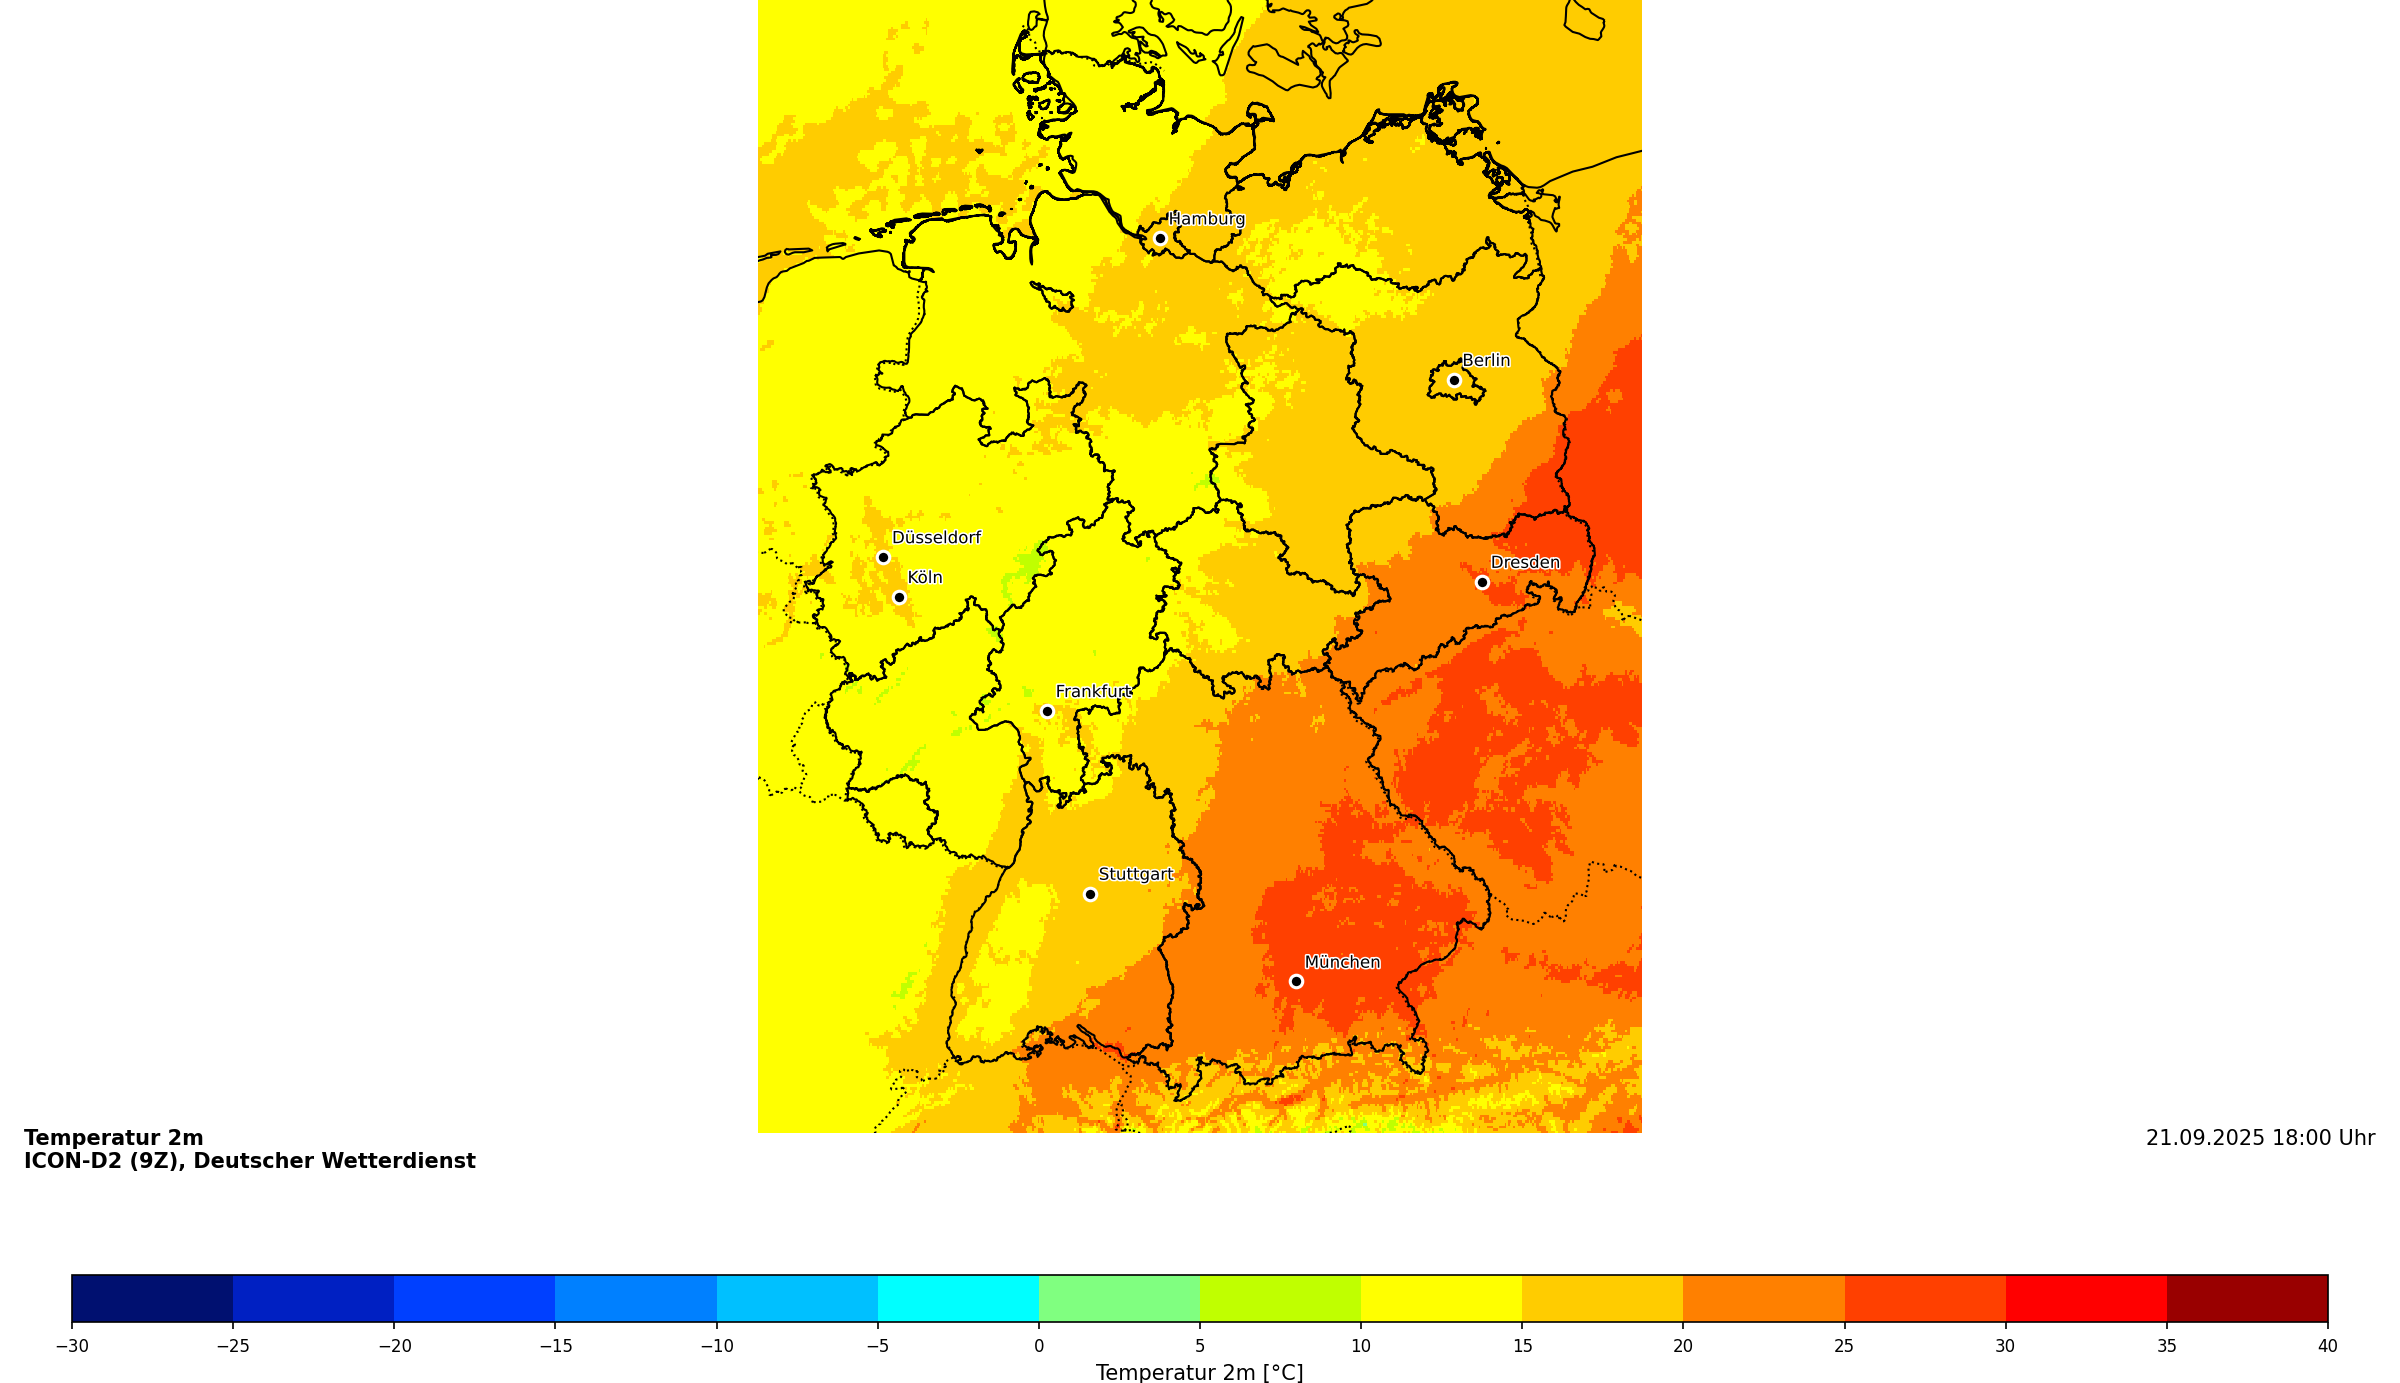 Hamburg
Berlin
Düsseldorf
Dresden
Köln
Frankfurt
Stuttgart
München
Temperatur 2m
ICON-D2 (9Z), Deutscher Wetterdienst
21.09.2025 18:00 Uhr
−30 −25 −20 −15 −10 −5 0 5 10 15 20 25 30 35 40
Temperatur 2m [°C]